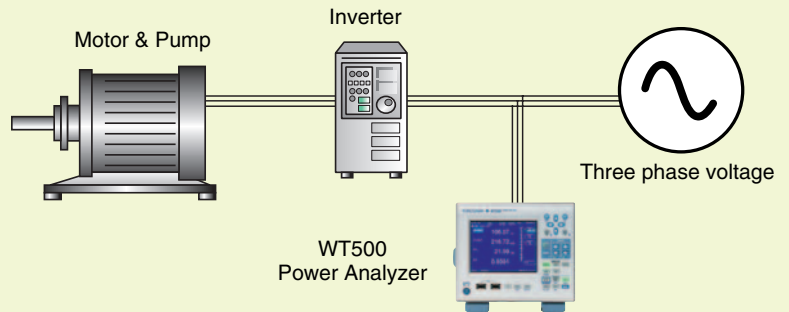 Inverter
Motor & Pump
Three phase voltage
WT500
Power Analyzer